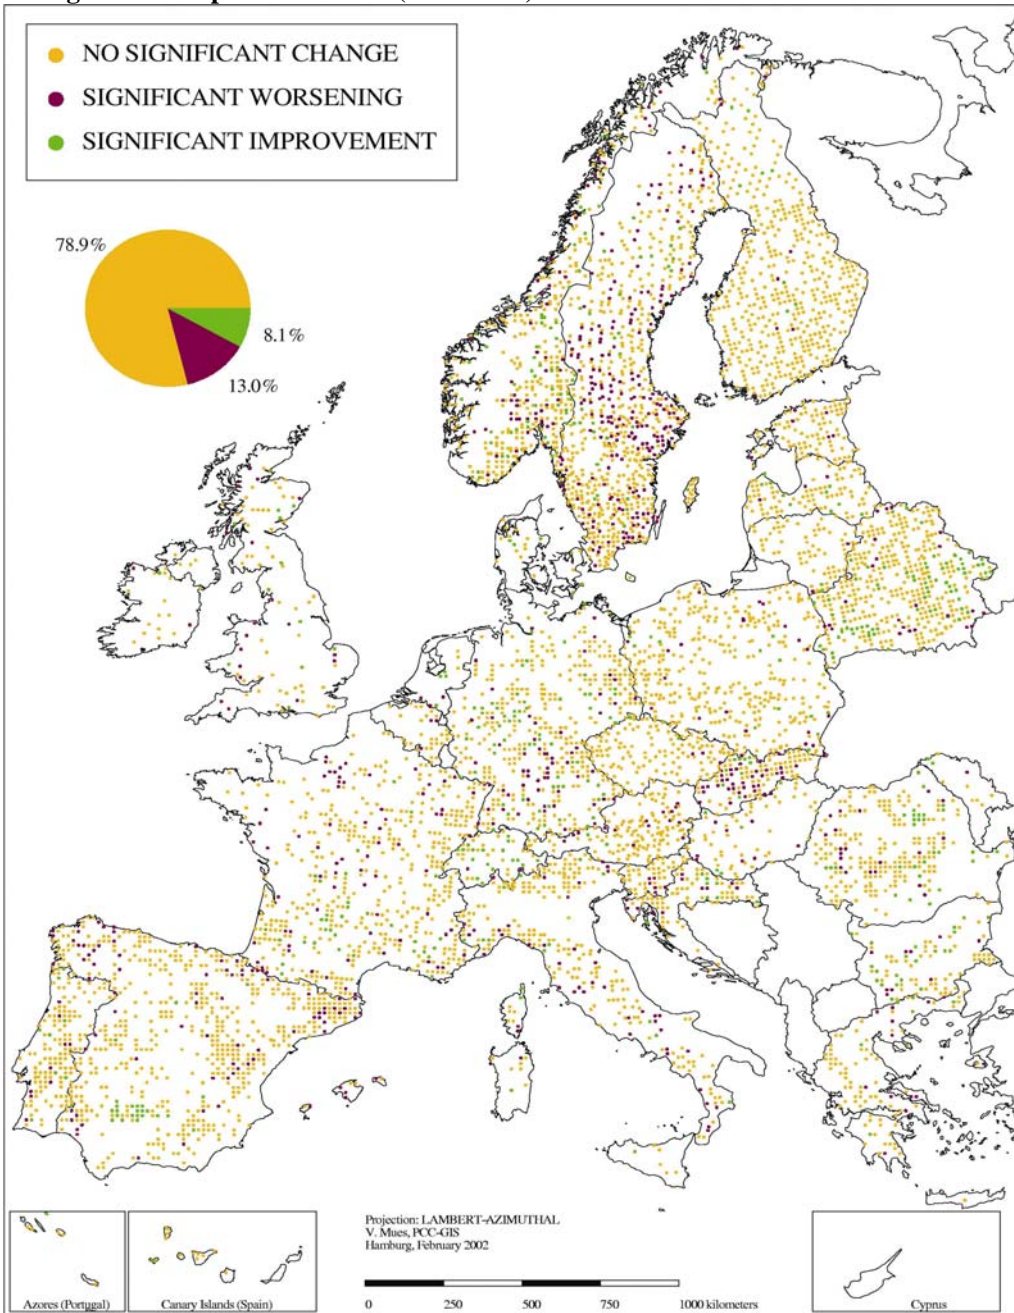 NO SIGNIFICANT CHANGE
SIGNIFICANT WORSENING
SIGNIFICANT IMPROVEMENT
78.9%
8.1%
13.0%
Projection: LAMBERT-AZIMUTHAL
V. Mues, PCC-GIS
Hamburg, February 2002
0 250 500 750 1000 kilometers
Azores (Portugal)
Canary Islands (Spain)
Cyprus